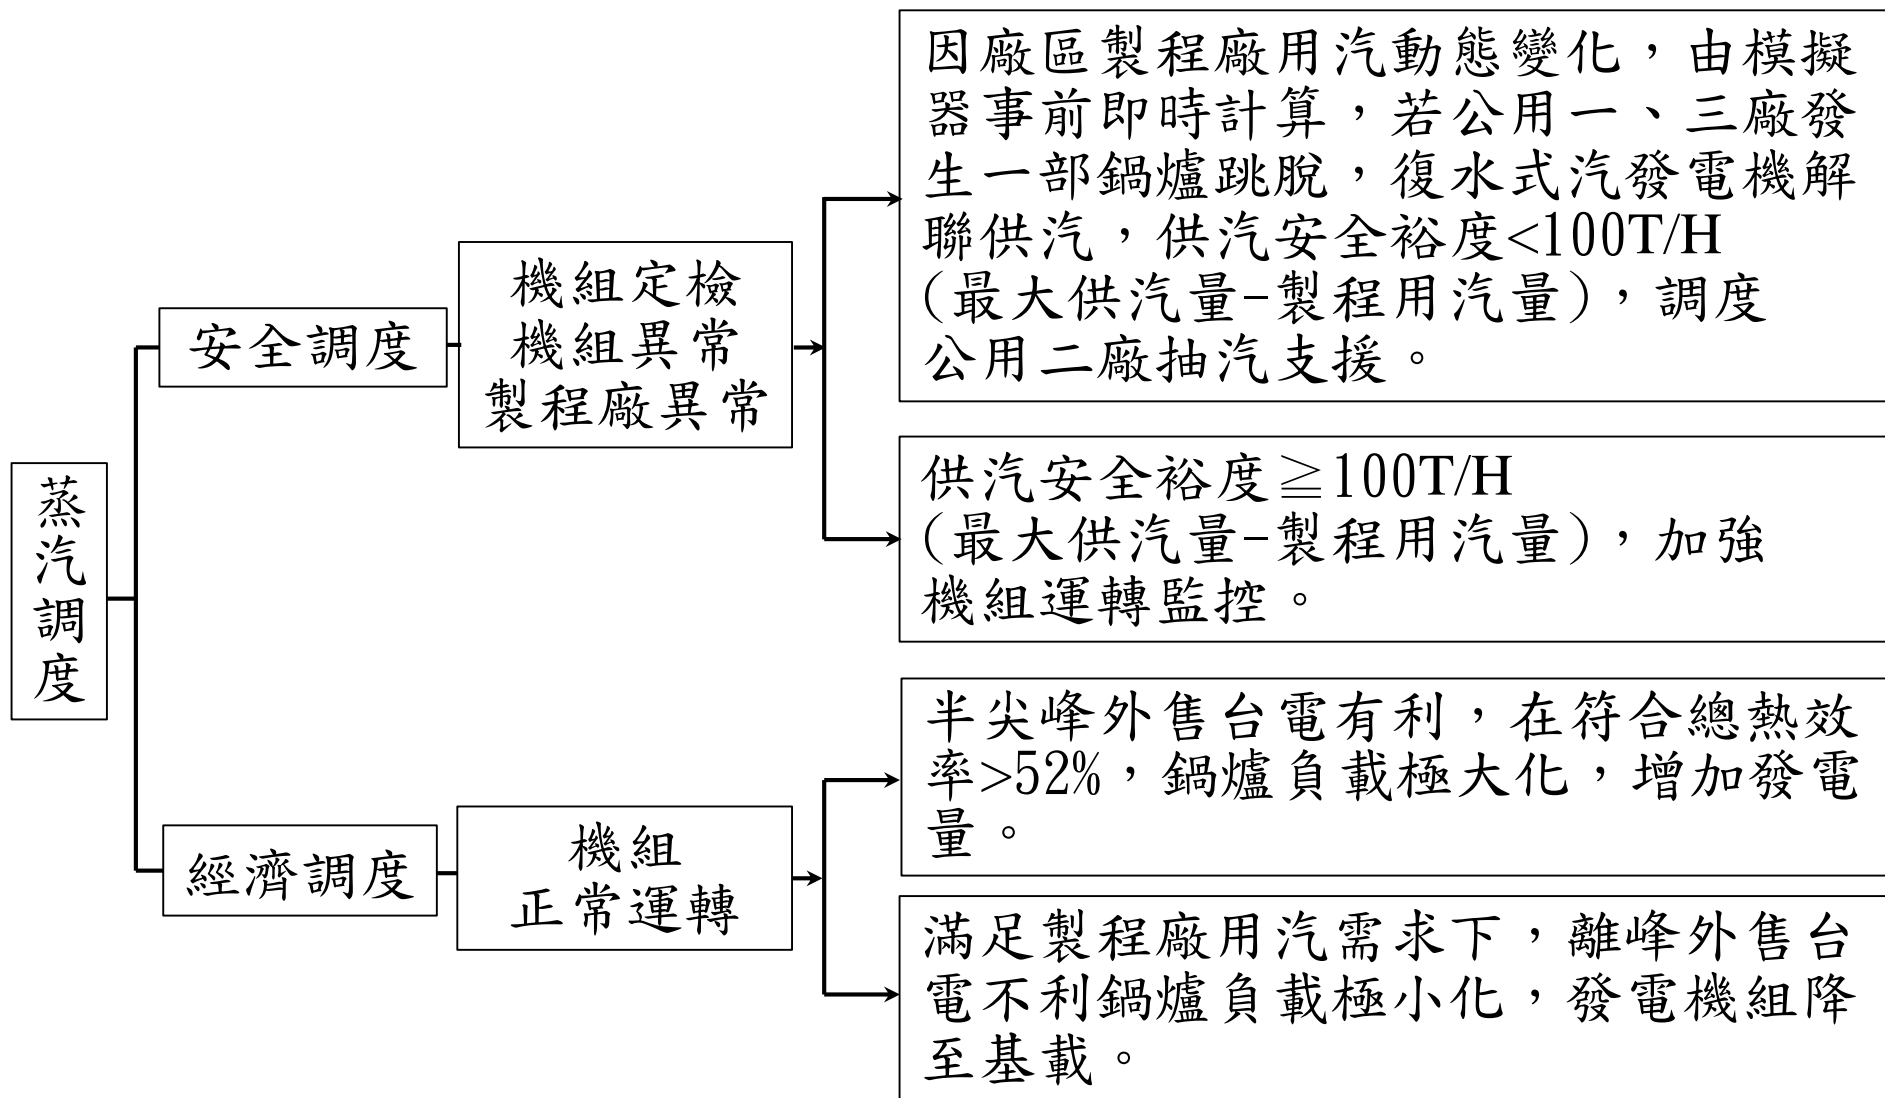 蒸汽調度
安全調度
機組定檢
機組異常
製程廠異常
因廠區製程廠用汽動態變化，由模擬
器事前即時計算，若公用一、三廠發
生一部鍋爐跳脫，復水式汽發電機解
聯供汽，供汽安全裕度<100T/H
(最大供汽量-製程用汽量)，調度
公用二廠抽汽支援。
供汽安全裕度≧100T/H
(最大供汽量-製程用汽量)，加強
機組運轉監控。
經濟調度
機組
正常運轉
半尖峰外售台電有利，在符合總熱效
率>52%，鍋爐負載極大化，增加發電
量。
滿足製程廠用汽需求下，離峰外售台
電不利鍋爐負載極小化，發電機組降
至基載。